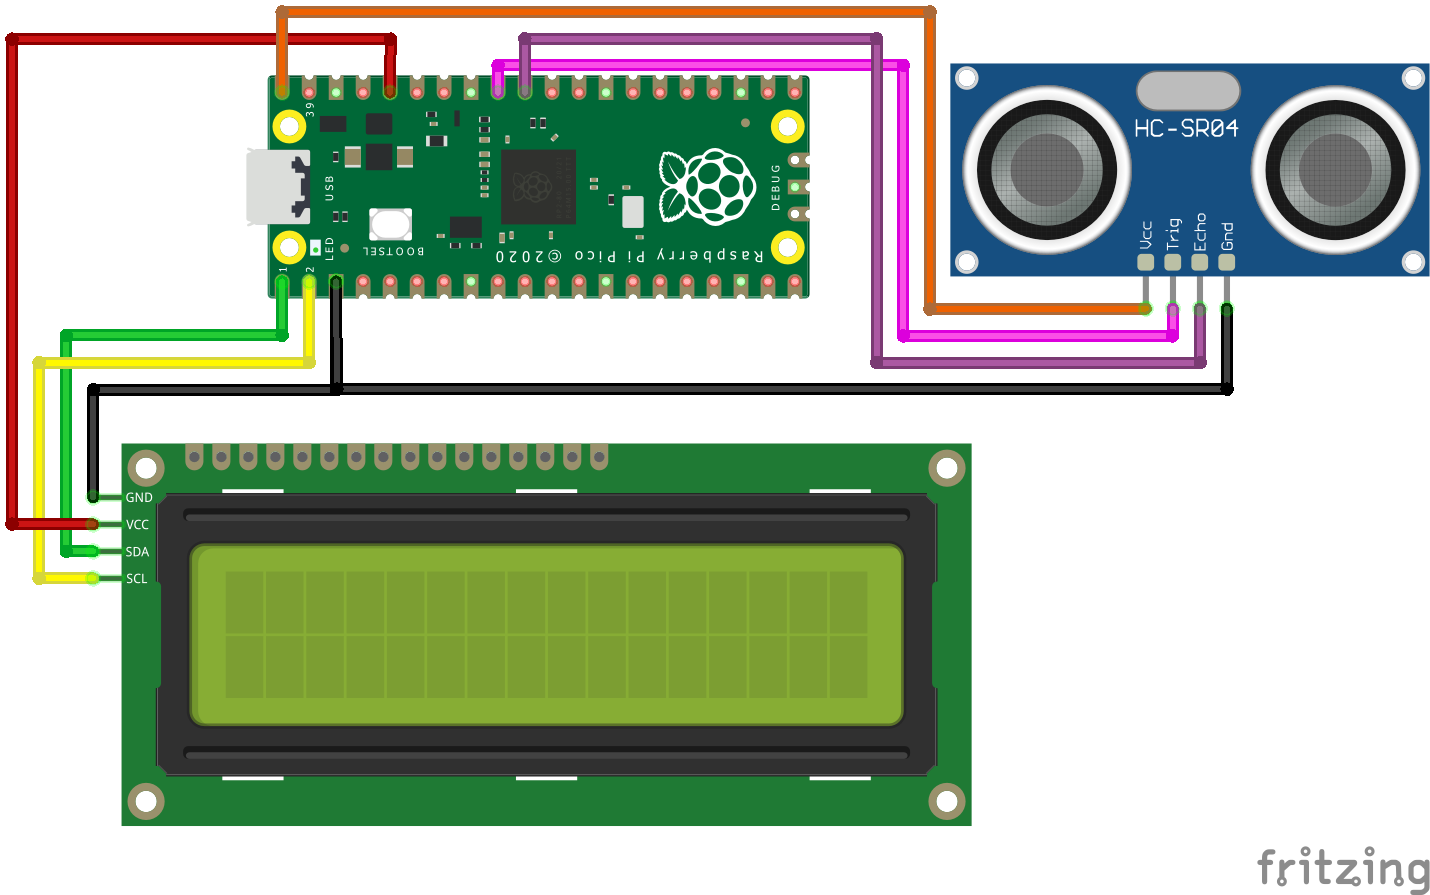 39
HC-SR04
USB
DEBUG
Vcc
Trig
Echo
Gnd
BOOTSEL
LED
Raspberry Pi Pico © 2020
1
2
GND
VCC
SDA
SCL
fritzing